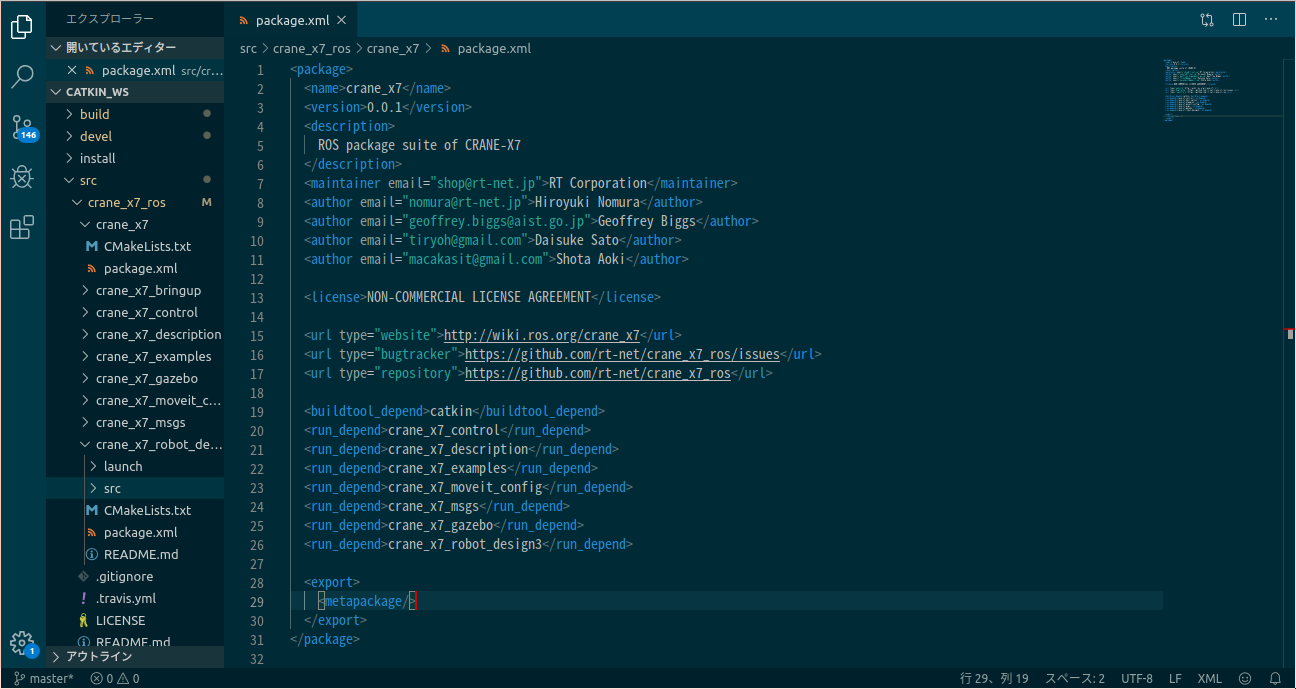 エクスプローラー
開いているエディター
package.xml src/cr...
CATKIN_WS
build
devel
install
src
crane_x7_ros M
crane_x7
CMakeLists.txt
package.xml
crane_x7_bringup
crane_x7_control
crane_x7_description
crane_x7_examples
crane_x7_gazebo
crane_x7_moveit_c...
crane_x7_msgs
crane_x7_robot_de...
launch
src
CMakeLists.txt
package.xml
README.md
.gitignore
.travis.yml
LICENSE
README.md
アウトライン
146
1
package.xml
src > crane_x7_ros > crane_x7 > package.xml
1 <package>
2 <name>crane_x7</name>
3 <version>0.0.1</version>
4 <description>
5 ROS package suite of CRANE-X7
6 </description>
7 <maintainer email="shop@rt-net.jp">RT Corporation</maintainer>
8 <author email="nomura@rt-net.jp">Hiroyuki Nomura</author>
9 <author email="geoffrey.biggs@aist.go.jp">Geoffrey Biggs</author>
10 <author email="tiryoh@gmail.com">Daisuke Sato</author>
11 <author email="macakasit@gmail.com">Shota Aoki</author>
12
13 <license>NON-COMMERCIAL LICENSE AGREEMENT</license>
14
15 <url type="website">http://wiki.ros.org/crane_x7</url>
16 <url type="bugtracker">https://github.com/rt-net/crane_x7_ros/issues</url>
17 <url type="repository">https://github.com/rt-net/crane_x7_ros</url>
18
19 <buildtool_depend>catkin</buildtool_depend>
20 <run_depend>crane_x7_control</run_depend>
21 <run_depend>crane_x7_description</run_depend>
22 <run_depend>crane_x7_examples</run_depend>
23 <run_depend>crane_x7_moveit_config</run_depend>
24 <run_depend>crane_x7_msgs</run_depend>
25 <run_depend>crane_x7_gazebo</run_depend>
26 <run_depend>crane_x7_robot_design3</run_depend>
27
28 <export>
29 <metapackage/>
30 </export>
31 </package>
32
master* 0 0 行 29、列 19 スペース: 2 UTF-8 LF XML